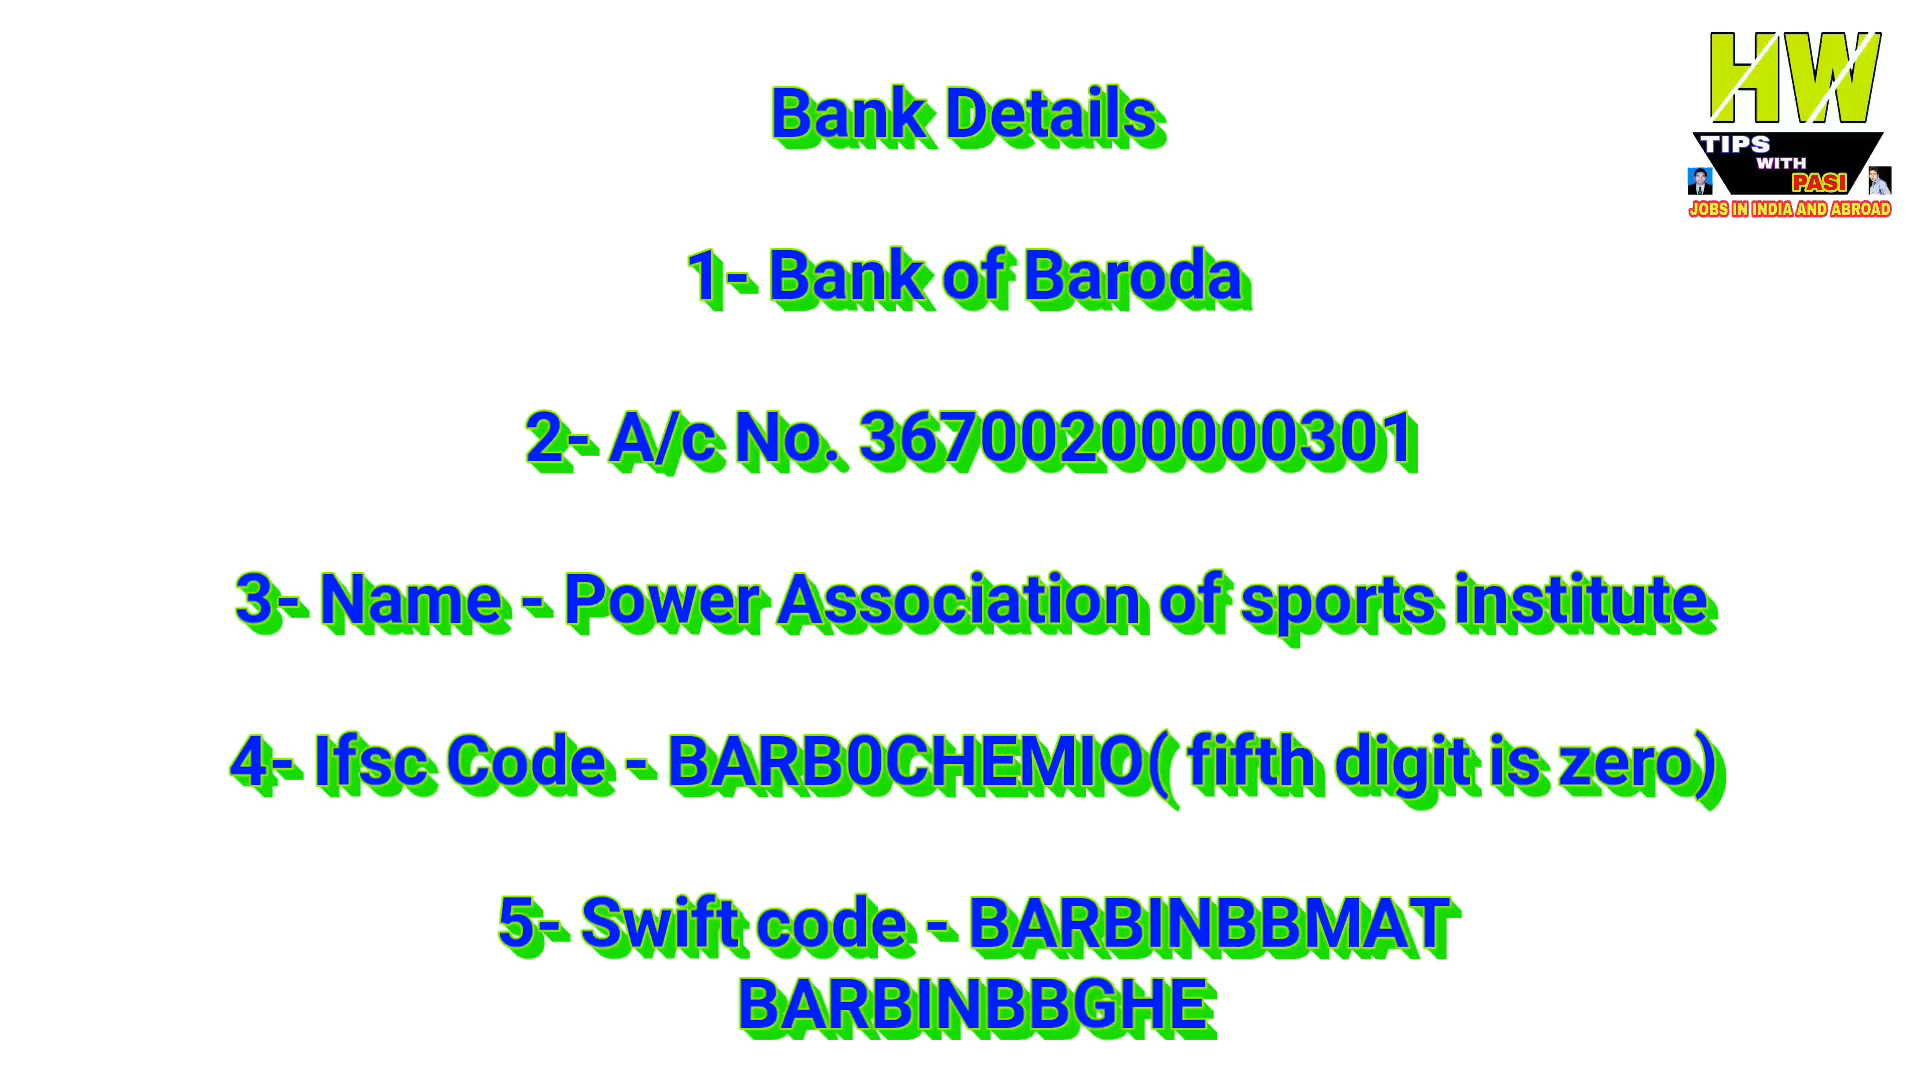 HW
TIPS
WITH
PASI
JOBS IN INDIA AND ABROAD
Bank Details
1- Bank of Baroda
2- A/c No. 36700200000301
3- Name - Power Association of sports institute
4- Ifsc Code - BARB0CHEMIO( fifth digit is zero)
5- Swift code - BARBINBBMAT
BARBINBBGHE